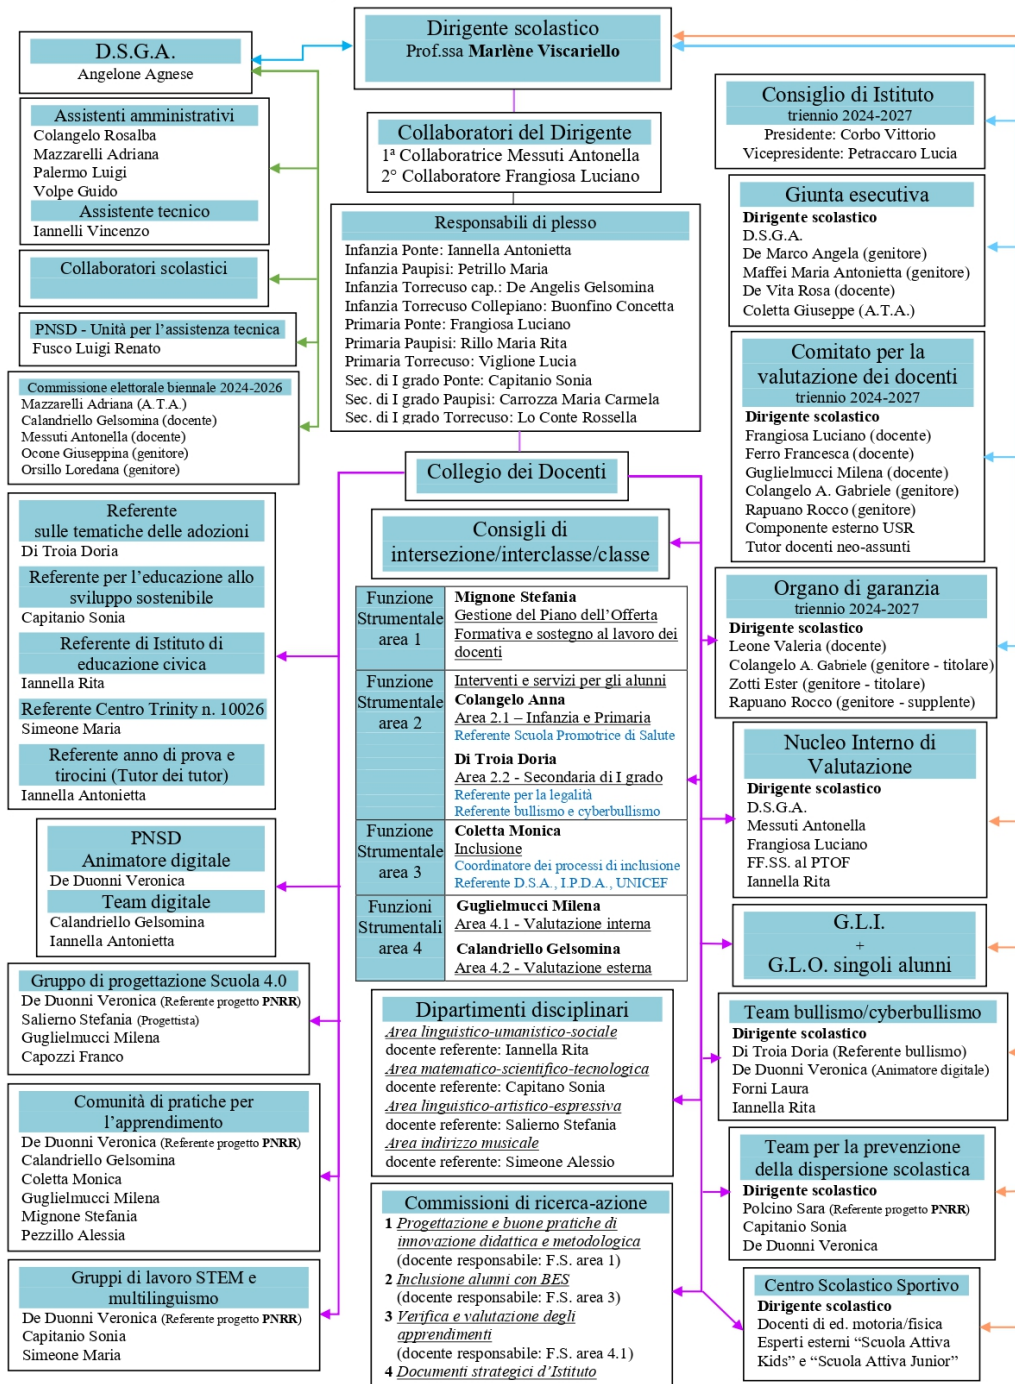 Dirigente scolastico
Prof.ssa Marlène Viscariello
D.S.G.A.
Angelone Agnese
Assistenti amministrativi
Colangelo Rosalba
Mazzarelli Adriana
Palermo Luigi
Volpe Guido
Assistente tecnico
Iannelli Vincenzo
Collaboratori scolastici
PNSD - Unità per l'assistenza tecnica
Fusco Luigi Renato
Commissione elettorale biennale 2024-2026
Mazzarelli Adriana (A.T.A.)
Calandriello Gelsomina (docente)
Messuti Antonella (docente)
Ocone Giuseppina (genitore)
Orsillo Loredana (genitore)
Referente
sulle tematiche delle adozioni
Di Troia Doria
Referente per l'educazione allo
sviluppo sostenibile
Capitanio Sonia
Referente di Istituto di
educazione civica
Iannella Rita
Referente Centro Trinity n. 10026
Simeone Maria
Referente anno di prova e
tirocini (Tutor dei tutor)
Iannella Antonietta
PNSD
Animatore digitale
De Duonni Veronica
Team digitale
Calandriello Gelsomina
Iannella Antonietta
Gruppo di progettazione Scuola 4.0
De Duonni Veronica (Referente progetto PNRR)
Salierno Stefania (Progettista)
Guglielmucci Milena
Capozzi Franco
Comunità di pratiche per
l'apprendimento
De Duonni Veronica (Referente progetto PNRR)
Calandriello Gelsomina
Coletta Monica
Guglielmucci Milena
Mignone Stefania
Pezzillo Alessia
Gruppi di lavoro STEM e
multilinguismo
De Duonni Veronica (Referente progetto PNRR)
Capitanio Sonia
Simeone Maria
Collaboratori del Dirigente
1ª Collaboratrice Messuti Antonella
2° Collaboratore Frangiosa Luciano
Responsabili di plesso
Infanzia Ponte: Iannella Antonietta
Infanzia Paupisi: Petrillo Maria
Infanzia Torrecuso cap.: De Angelis Gelsomina
Infanzia Torrecuso Collepiano: Buonfino Concetta
Primaria Ponte: Frangiosa Luciano
Primaria Paupisi: Rillo Maria Rita
Primaria Torrecuso: Viglione Lucia
Sec. di I grado Ponte: Capitanio Sonia
Sec. di I grado Paupisi: Carrozza Maria Carmela
Sec. di I grado Torrecuso: Lo Conte Rossella
Collegio dei Docenti
Consigli di
intersezione/interclasse/classe
Funzione
Strumentale
area 1
Mignone Stefania
Gestione del Piano dell'Offerta
Formativa e sostegno al lavoro dei
docenti
Funzione
Strumentale
area 2
Interventi e servizi per gli alunni
Colangelo Anna
Area 2.1 – Infanzia e Primaria
Referente Scuola Promotrice di Salute
Di Troia Doria
Area 2.2 - Secondaria di I grado
Referente per la legalità
Referente bullismo e cyberbullismo
Funzione
Strumentale
area 3
Coletta Monica
Inclusione
Coordinatore dei processi di inclusione
Referente D.S.A., I.P.D.A., UNICEF
Funzioni
Strumentali
area 4
Guglielmucci Milena
Area 4.1 - Valutazione interna
Calandriello Gelsomina
Area 4.2 - Valutazione esterna
Dipartimenti disciplinari
Area linguistico-umanistico-sociale
docente referente: Iannella Rita
Area matematico-scientifico-tecnologica
docente referente: Capitano Sonia
Area linguistico-artistico-espressiva
docente referente: Salierno Stefania
Area indirizzo musicale
docente referente: Simeone Alessio
Commissioni di ricerca-azione
1 Progettazione e buone pratiche di
innovazione didattica e metodologica
(docente responsabile: F.S. area 1)
2 Inclusione alunni con BES
(docente responsabile: F.S. area 3)
3 Verifica e valutazione degli
apprendimenti
(docente responsabile: F.S. area 4.1)
4 Documenti strategici d'Istituto
Consiglio di Istituto
triennio 2024-2027
Presidente: Corbo Vittorio
Vicepresidente: Petraccaro Lucia
Giunta esecutiva
Dirigente scolastico
D.S.G.A.
De Marco Angela (genitore)
Maffei Maria Antonietta (genitore)
De Vita Rosa (docente)
Coletta Giuseppe (A.T.A.)
Comitato per la
valutazione dei docenti
triennio 2024-2027
Dirigente scolastico
Frangiosa Luciano (docente)
Ferro Francesca (docente)
Guglielmucci Milena (docente)
Colangelo A. Gabriele (genitore)
Rapuano Rocco (genitore)
Componente esterno USR
Tutor docenti neo-assunti
Organo di garanzia
triennio 2024-2027
Dirigente scolastico
Leone Valeria (docente)
Colangelo A. Gabriele (genitore - titolare)
Zotti Ester (genitore - titolare)
Rapuano Rocco (genitore - supplente)
Nucleo Interno di
Valutazione
Dirigente scolastico
D.S.G.A.
Messuti Antonella
Frangiosa Luciano
FF.SS. al PTOF
Iannella Rita
G.L.I.
+
G.L.O. singoli alunni
Team bullismo/cyberbullismo
Dirigente scolastico
Di Troia Doria (Referente bullismo)
De Duonni Veronica (Animatore digitale)
Forni Laura
Iannella Rita
Team per la prevenzione
della dispersione scolastica
Dirigente scolastico
Polcino Sara (Referente progetto PNRR)
Capitanio Sonia
De Duonni Veronica
Centro Scolastico Sportivo
Dirigente scolastico
Docenti di ed. motoria/fisica
Esperti esterni “Scuola Attiva
Kids” e “Scuola Attiva Junior”